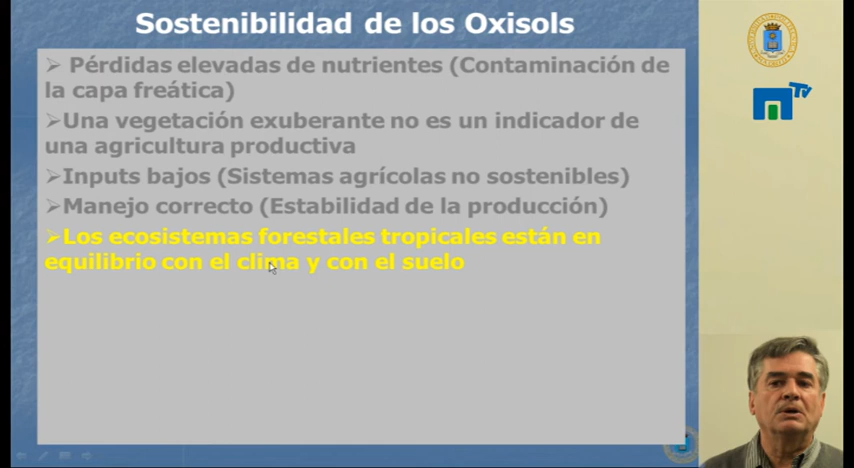 Sostenibilidad de los Oxisols
➢ Pérdidas elevadas de nutrientes (Contaminación de
la capa freática)
➢Una vegetación exuberante no es un indicador de
una agricultura productiva
➢Inputs bajos (Sistemas agrícolas no sostenibles)
➢Manejo correcto (Estabilidad de la producción)
➢Los ecosistemas forestales tropicales están en
equilibrio con el clima y con el suelo
Tv